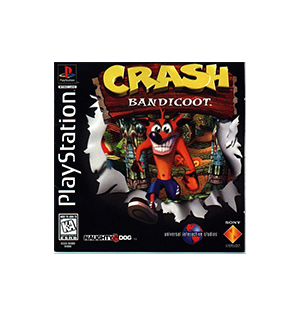 PlayStation
CRASH
BANDICOOT
NAUGHTY DOG
universal interactive studios
SONY